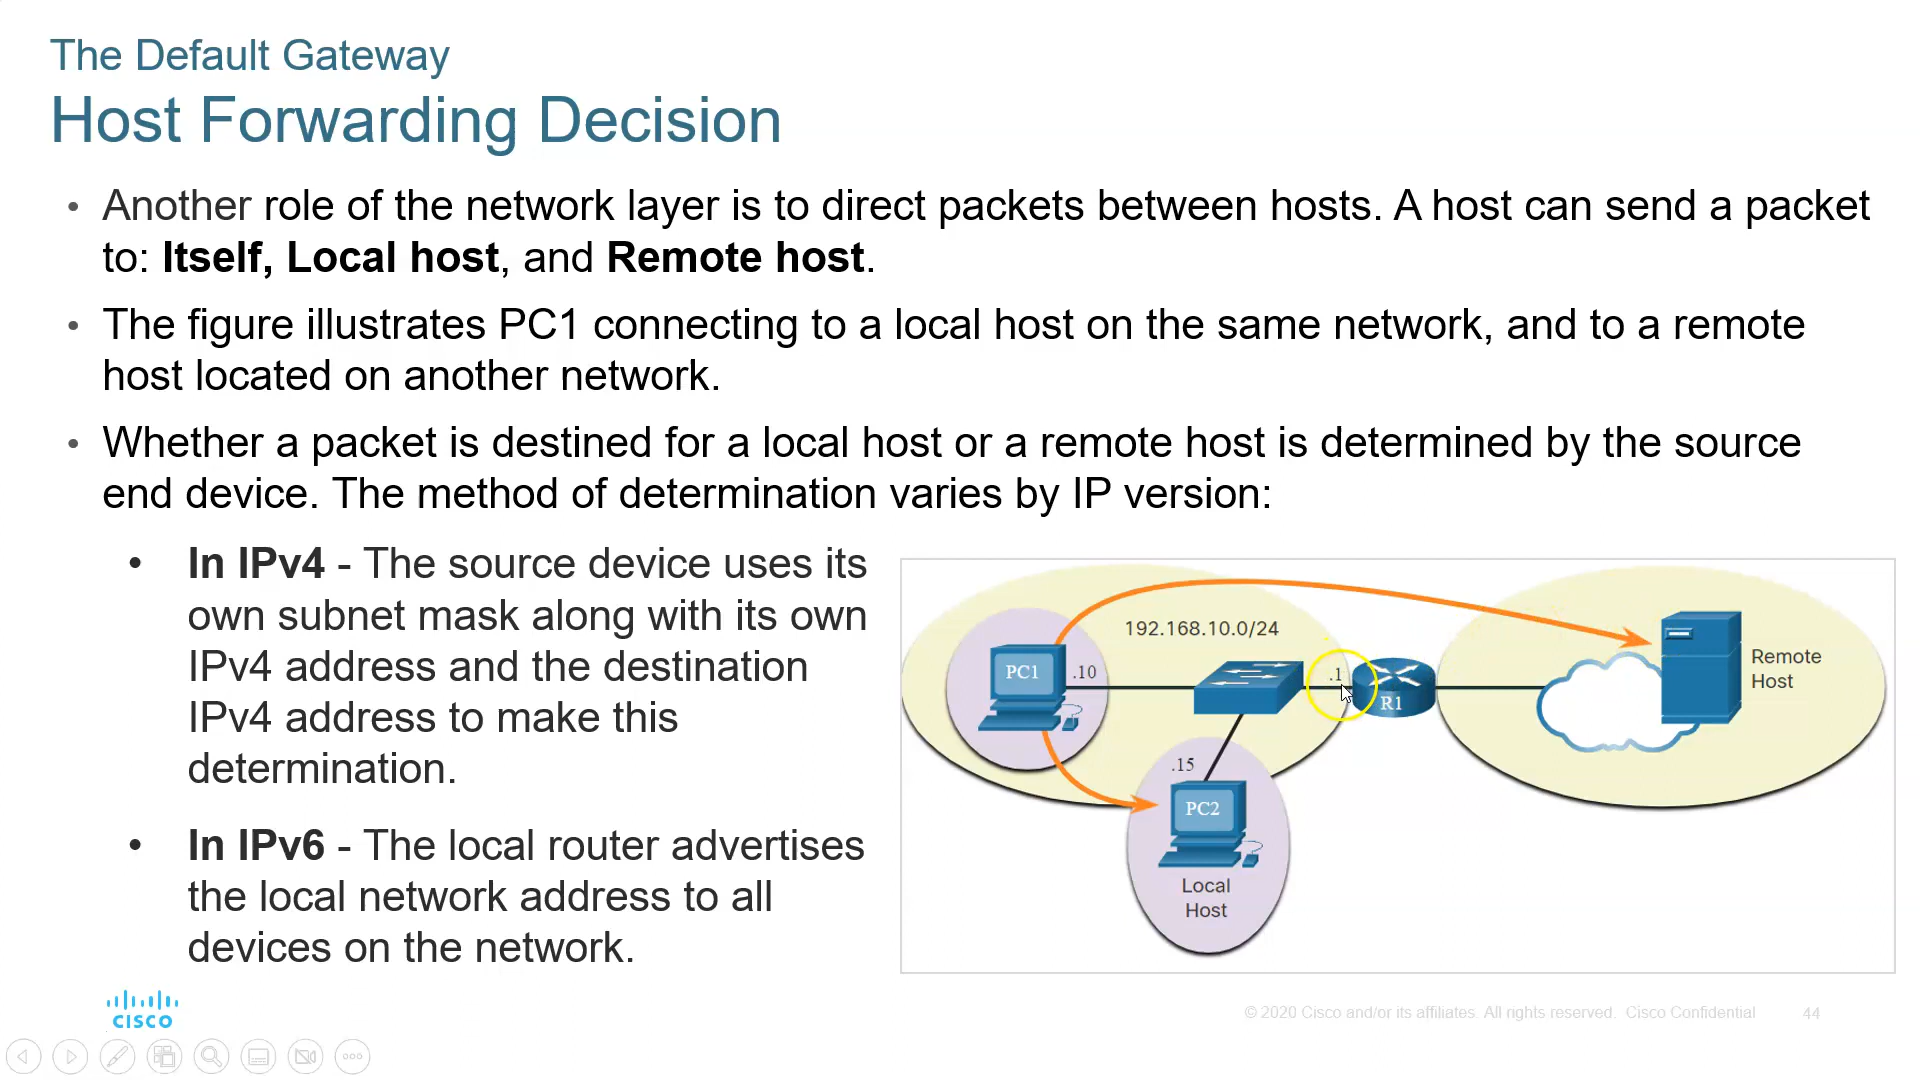 The Default Gateway
Host Forwarding Decision
• Another role of the network layer is to direct packets between hosts. A host can send a packet
to: Itself, Local host, and Remote host.
• The figure illustrates PC1 connecting to a local host on the same network, and to a remote
host located on another network.
• Whether a packet is destined for a local host or a remote host is determined by the source
end device. The method of determination varies by IP version:
• In IPv4 - The source device uses its
own subnet mask along with its own
IPv4 address and the destination
IPv4 address to make this
determination.
• In IPv6 - The local router advertises
the local network address to all
devices on the network.
192.168.10.0/24
PC1
.10
.1
R1
Remote
Host
.15
PC2
Local
Host
CISCO
© 2020 Cisco and/or its affiliates. All rights reserved. Cisco Confidential
44